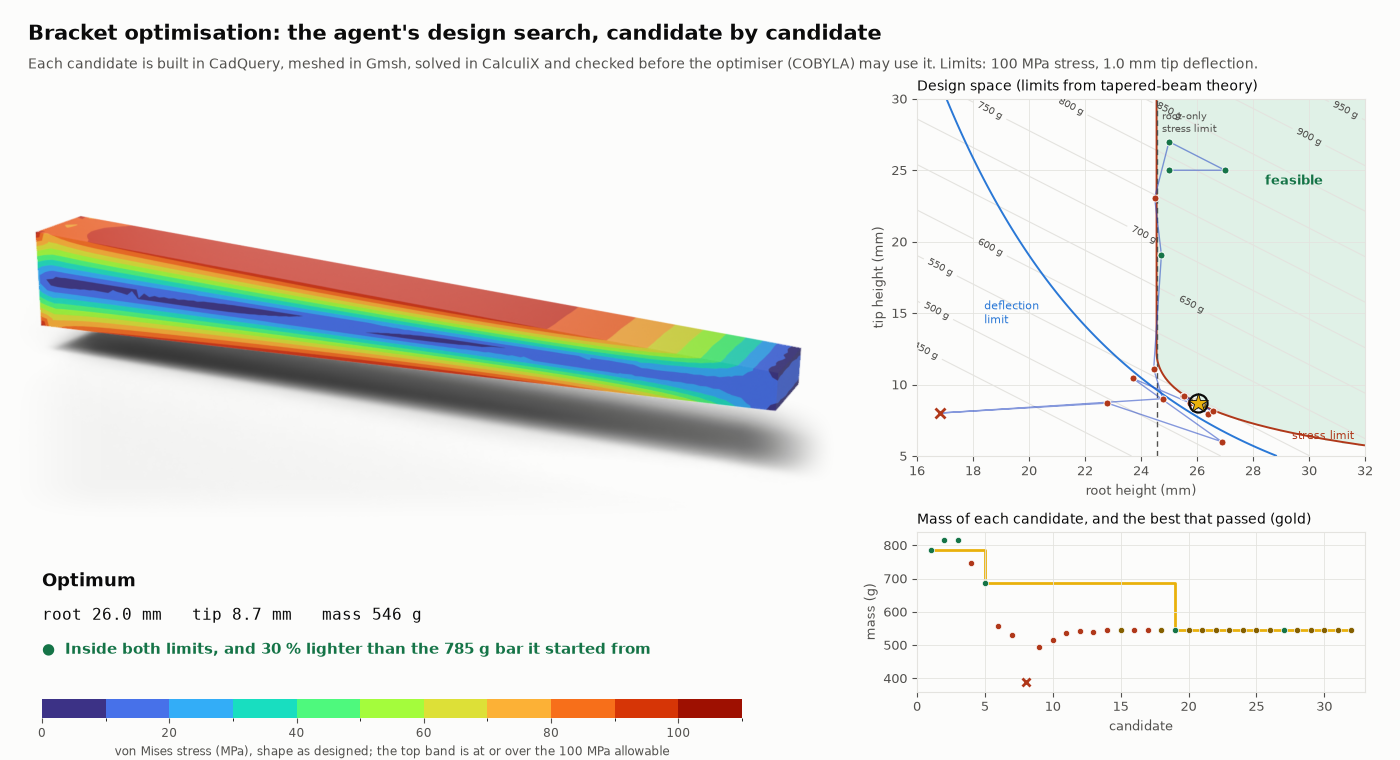 Bracket optimisation: the agent's design search, candidate by candidate
Each candidate is built in CadQuery, meshed in Gmsh, solved in CalculiX and checked before the optimiser (COBYLA) may use it. Limits: 100 MPa stress, 1.0 mm tip deflection.
Design space (limits from tapered-beam theory)
30
25
20
15
10
5
tip height (mm)
750 g
800 g
850 g
950 g
900 g
root-only
stress limit
feasible
700 g
600 g
550 g
500 g
650 g
deflection
limit
stress limit
16
18
20
22
24
26
28
30
32
root height (mm)
Mass of each candidate, and the best that passed (gold)
800
700
600
500
400
mass (g)
0
5
10
15
20
25
30
candidate
Optimum
root 26.0 mm tip 8.7 mm mass 546 g
Inside both limits, and 30 % lighter than the 785 g bar it started from
0
20
40
60
80
100
von Mises stress (MPa), shape as designed; the top band is at or over the 100 MPa allowable